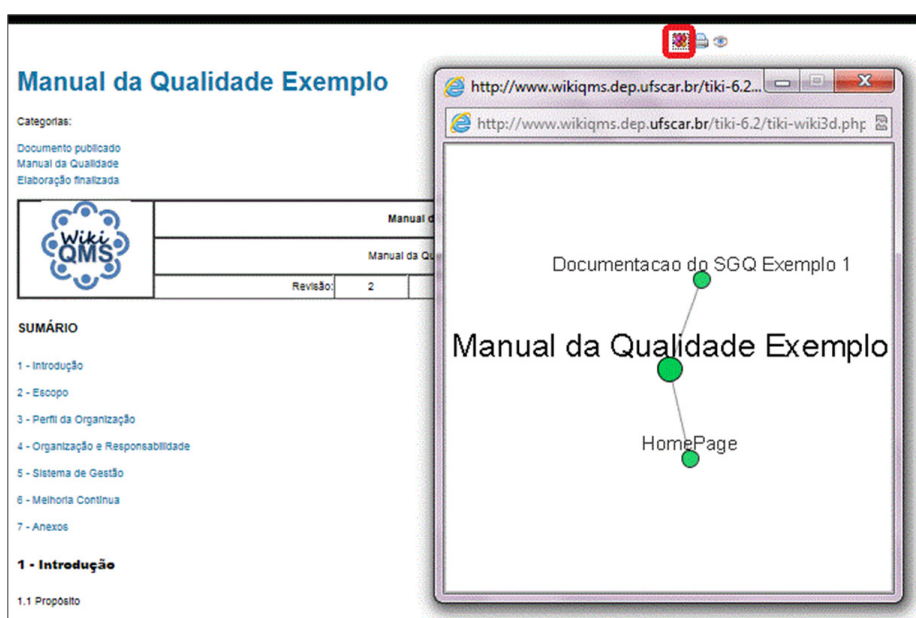 Manual da Qualidade Exemplo
Categorias:
Documento publicado
Manual da Qualidade
Elaboração finalizada
Wiki
QMS
Manual d
Manual da Qu
Revisão: 2
SUMÁRIO
1 - Introdução
2 - Escopo
3 - Perfil da Organização
4 - Organização e Responsabilidade
5 - Sistema de Gestão
6 - Melhoria Contínua
7 - Anexos
1 - Introdução
1.1 Propósito
http://www.wikiqms.dep.ufscar.br/tiki-6.2...
http://www.wikiqms.dep.ufscar.br/tiki-6.2/tiki-wiki3d.php
Documentacao do SGQ Exemplo 1
Manual da Qualidade Exemplo
HomePage